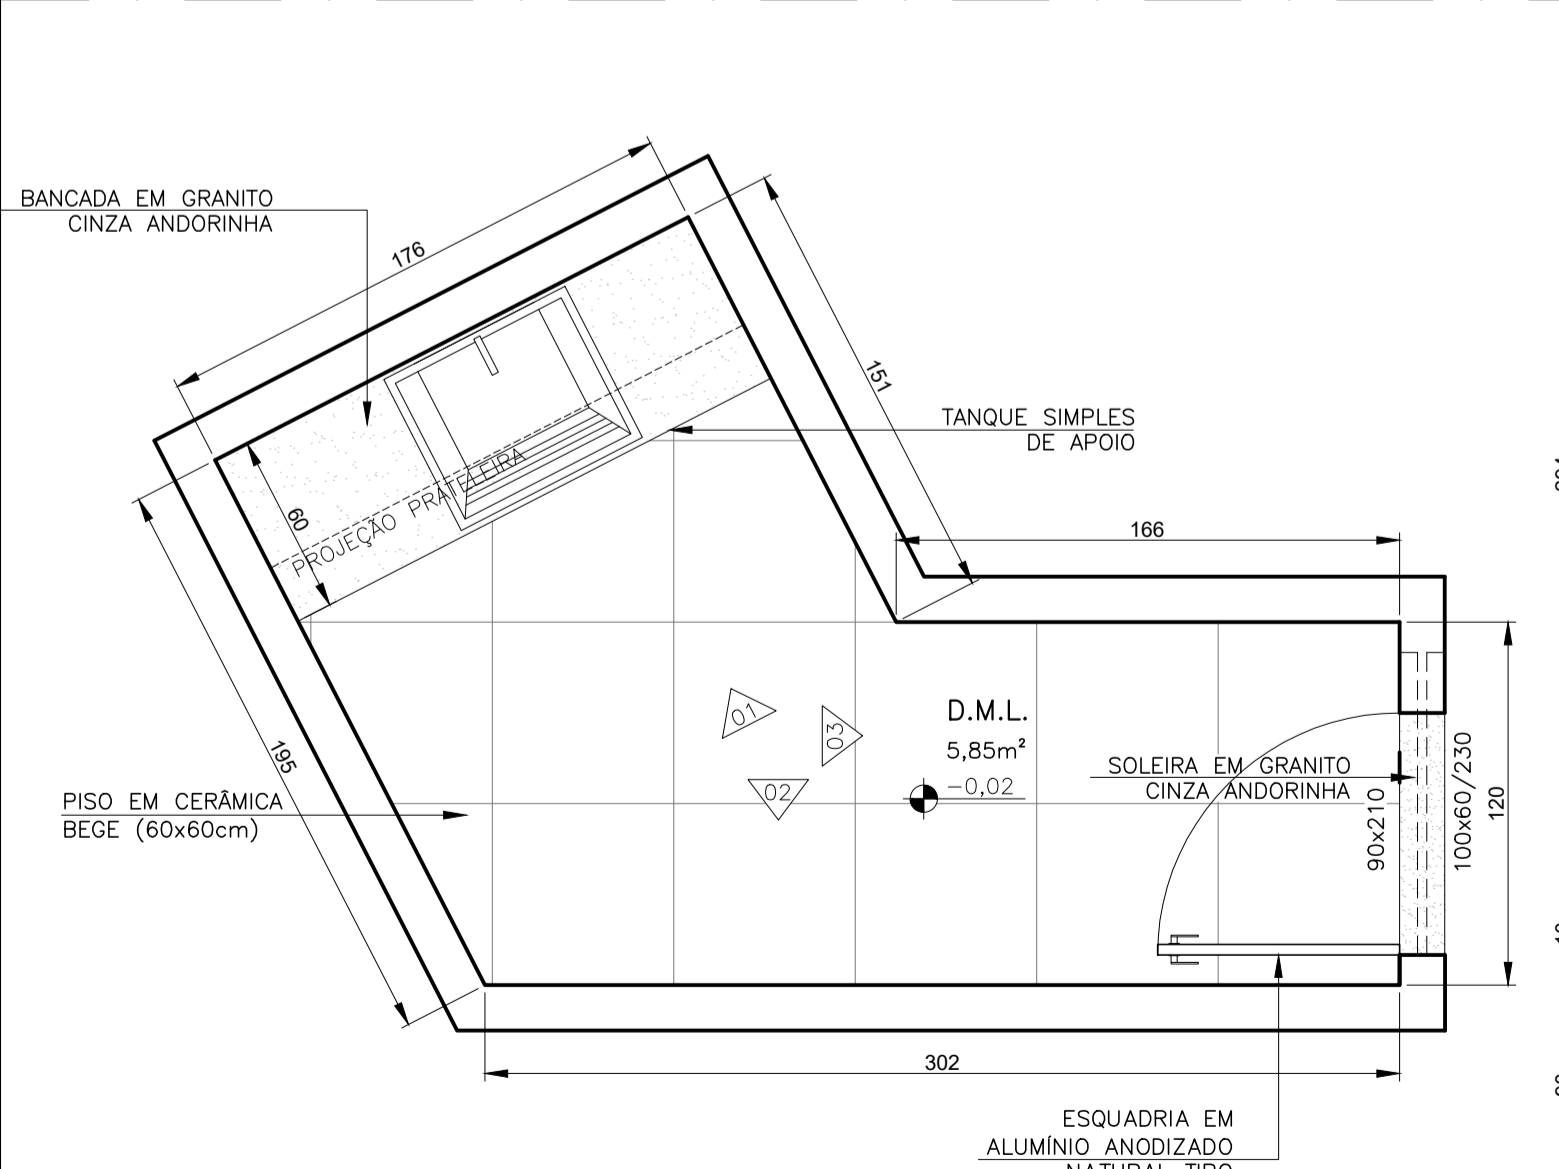 BANCADA EM GRANITO
CINZA ANDORINHA
176
151
TANQUE SIMPLES
DE APOIO
60
PROJEÇÃO PRATELEIRA
166
195
PISO EM CERÂMICA
BEGE (60x60cm)
01
03
02
D.M.L.
5,85m²
-0,02
SOLEIRA EM GRANITO
CINZA ANDORINHA
90x210
100x60/230
120
302
ESQUADRIA EM
ALUMÍNIO ANODIZADO
NATURAL TIPO